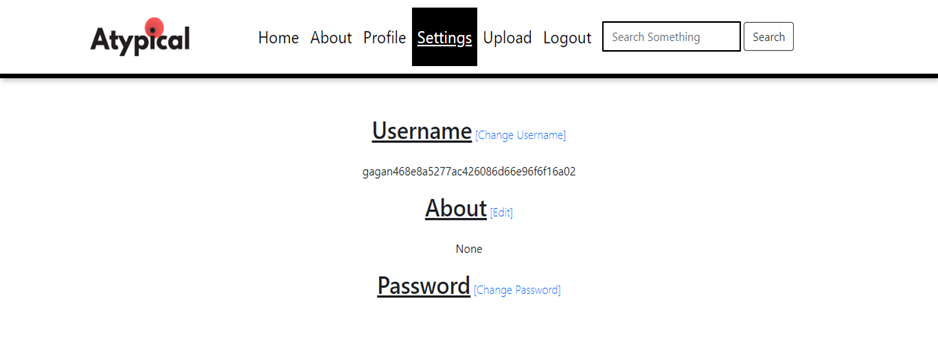 Atypical Home About Profile Settings Upload Logout Search Something Search
Username [Change Username]
gagan468e8a5277ac426086d66e96f6f16a02
About [Edit]
None
Password [Change Password]